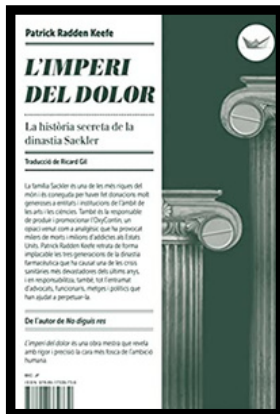 Patrick Radden Keefe
L'IMPERI
DEL DOLOR
La història secreta de la
dinastia Sackler
Traducció de Ricard Gil
La família Sackler és una de les més riques del
món i és coneguda per haver fet donacions molt
generoses a entitats i institucions de l'àmbit de
les arts i les ciències. També és la responsable
de produir i promocionar l'OxyContin, un
opiaci venut com a analgèsic que ha provocat
milers de morts i milions d'addictes als Estats
Units. Patrick Radden Keefe retrata de forma
implacable les tres generacions de la dinastia
farmacèutica que ha causat una de les crisis
sanitàries més devastadores dels últims anys,
i en responsabilitza, també, tot l'entramat
d'advocats, funcionaris, metges i polítics que
han ajudat a perpetuar-la.
De l'autor de No diguis res
L'imperi del dolor és una obra mestra que revela
amb rigor i precisió la cara més fosca de l'ambició
humana.